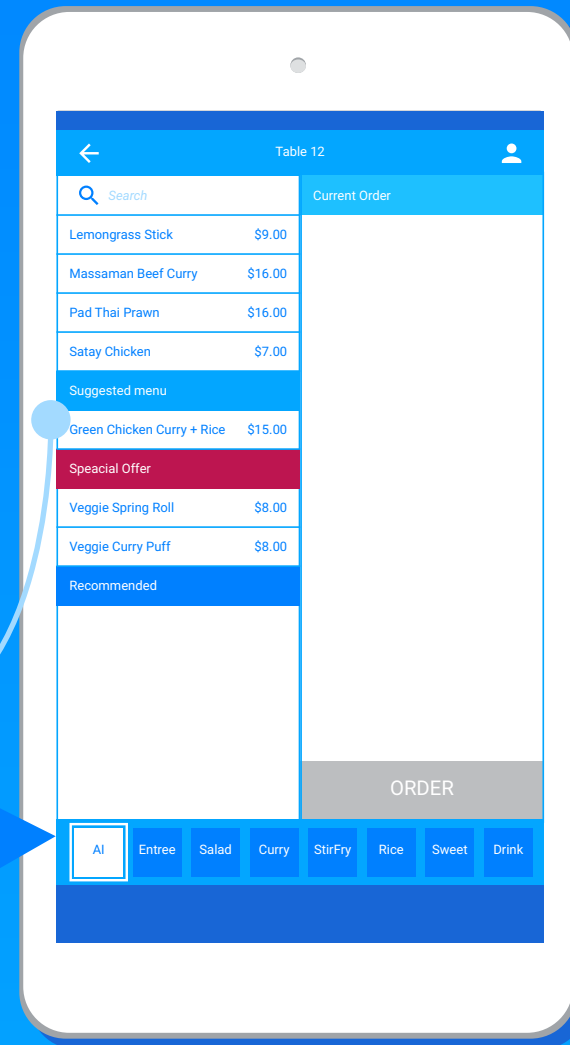 Table 12
Search
Current Order
Lemongrass Stick $9.00
Massaman Beef Curry $16.00
Pad Thai Prawn $16.00
Satay Chicken $7.00
Suggested menu
Green Chicken Curry + Rice $15.00
Speacial Offer
Veggie Spring Roll $8.00
Veggie Curry Puff $8.00
Recommended
ORDER
AI Entree Salad Curry StirFry Rice Sweet Drink